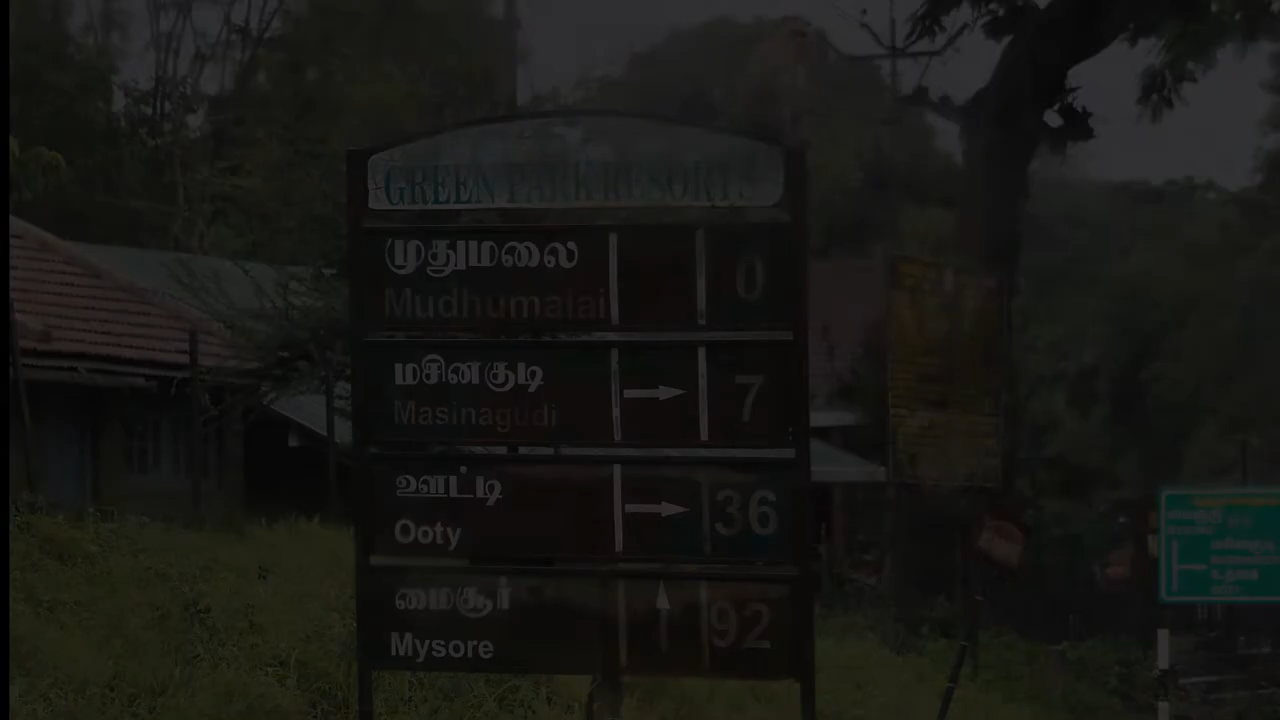 GREEN PARK RESORTS
முதுமலை
Mudhumalai
0
மசினகுடி
Masinagudi
7
ஊட்டி
Ooty
36
மைசூர்
Mysore
92